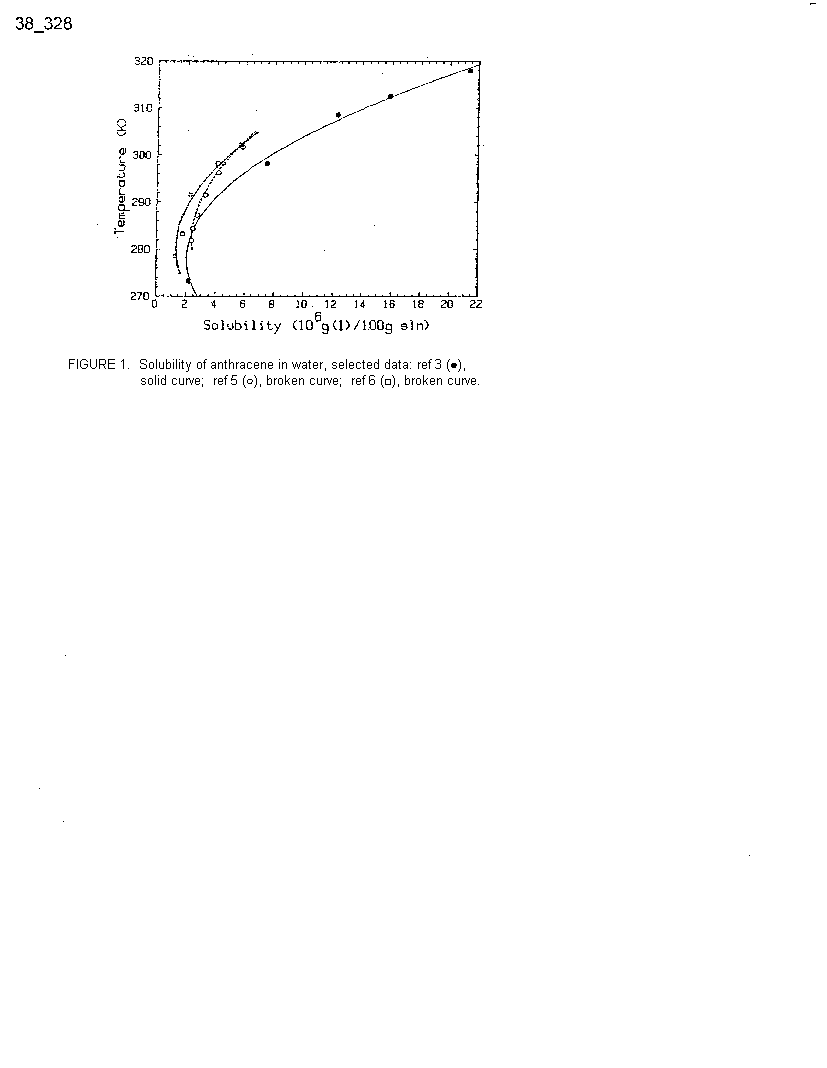 38_328
320
310
300
290
280
270
Temperature (K)
0 2 4 6 8 10 12 14 16 18 20 22
Solubility (10⁶g(1)/100g sln)
FIGURE 1. Solubility of anthracene in water, selected data: ref 3 (●),
solid curve; ref 5 (○), broken curve; ref 6 (□), broken curve.